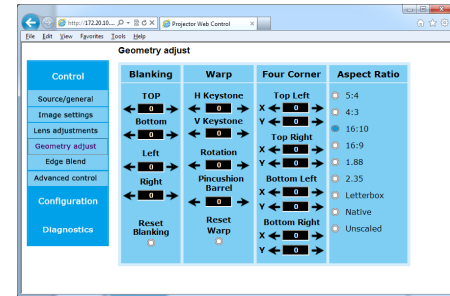 http://172.20.10....
Projector Web Control
File Edit View Favorites Tools Help
Geometry adjust
Control
Source/general
Image settings
Lens adjustments
Geometry adjust
Edge Blend
Advanced control
Configuration
Diagnostics
Blanking
TOP
0
Bottom
0
Left
0
Right
0
Reset
Blanking
Warp
H Keystone
0
V Keystone
0
Rotation
0
Pincushion
Barrel
0
Reset
Warp
Four Corner
Top Left
X 0
Y 0
Top Right
X 0
Y 0
Bottom Left
X 0
Y 0
Bottom Right
X 0
Y 0
Aspect Ratio
5:4
4:3
16:10
16:9
1.88
2.35
Letterbox
Native
Unscaled